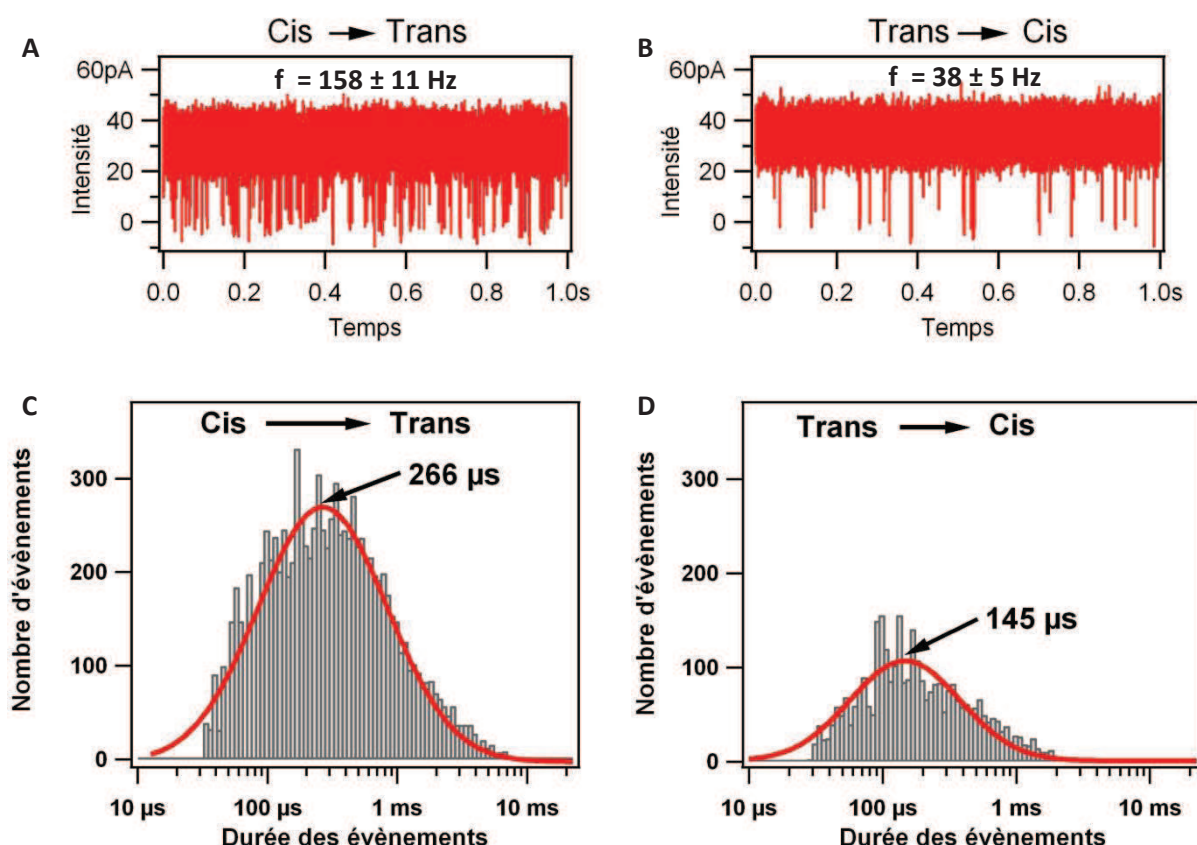 A
Cis → Trans
60pA
f = 158 ± 11 Hz
40
20
0
Intensité
0.0 0.2 0.4 0.6 0.8 1.0s
Temps
B
Trans → Cis
60pA
f = 38 ± 5 Hz
40
20
0
Intensité
0.0 0.2 0.4 0.6 0.8 1.0s
Temps
C
Cis → Trans
266 µs
300
200
100
0
Nombre d'évènements
10 µs 100 µs 1 ms 10 ms
Durée des évènements
D
Trans → Cis
145 µs
300
200
100
0
Nombre d'évènements
10 µs 100 µs 1 ms 10 ms
Durée des évènements